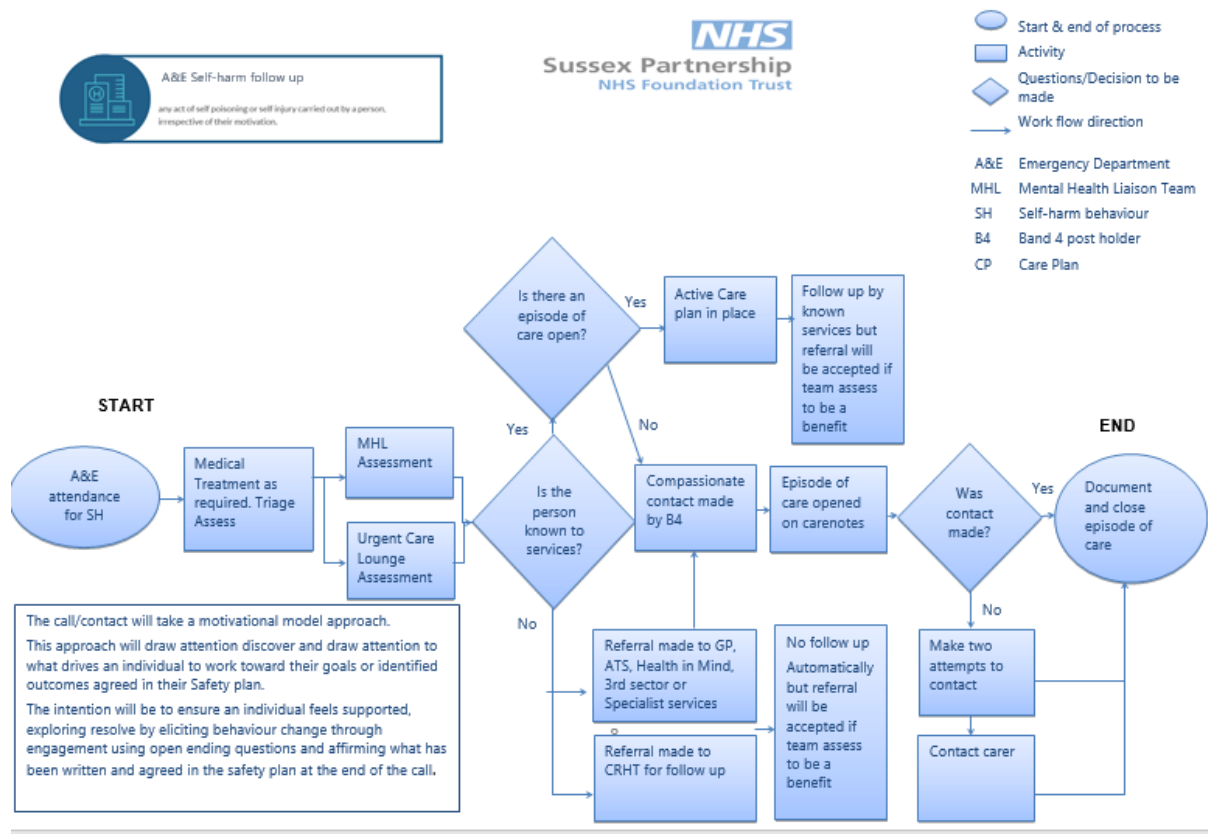 A&E Self-harm follow up
any act of self poisoning or self injury carried out by a person,
irrespective of their motivation.
NHS
Sussex Partnership
NHS Foundation Trust
Start & end of process
Activity
Questions/Decision to be
made
Work flow direction
A&E Emergency Department
MHL Mental Health Liaison Team
SH Self-harm behaviour
B4 Band 4 post holder
CP Care Plan
START
A&E
attendance
for SH
Medical
Treatment as
required. Triage
Assess
MHL
Assessment
Urgent Care
Lounge
Assessment
Is the
person
known to
services?
Yes
Is there an
episode of
care open?
Yes
Active Care
plan in place
Follow up by
known
services but
referral will
be accepted if
team assess
to be a
benefit
No
Compassionate
contact made
by B4
Episode of
care opened
on carenotes
Was
contact
made?
Yes
END
Document
and close
episode of
care
No
Make two
attempts to
contact
Contact carer
No
Referral made to GP,
ATS, Health in Mind,
3rd sector or
Specialist services
Referral made to
CRHT for follow up
No follow up
Automatically
but referral
will be
accepted if
team assess
to be a
benefit
The call/contact will take a motivational model approach.
This approach will draw attention discover and draw attention to
what drives an individual to work toward their goals or identified
outcomes agreed in their Safety plan.
The intention will be to ensure an individual feels supported,
exploring resolve by eliciting behaviour change through
engagement using open ending questions and affirming what has
been written and agreed in the safety plan at the end of the call.